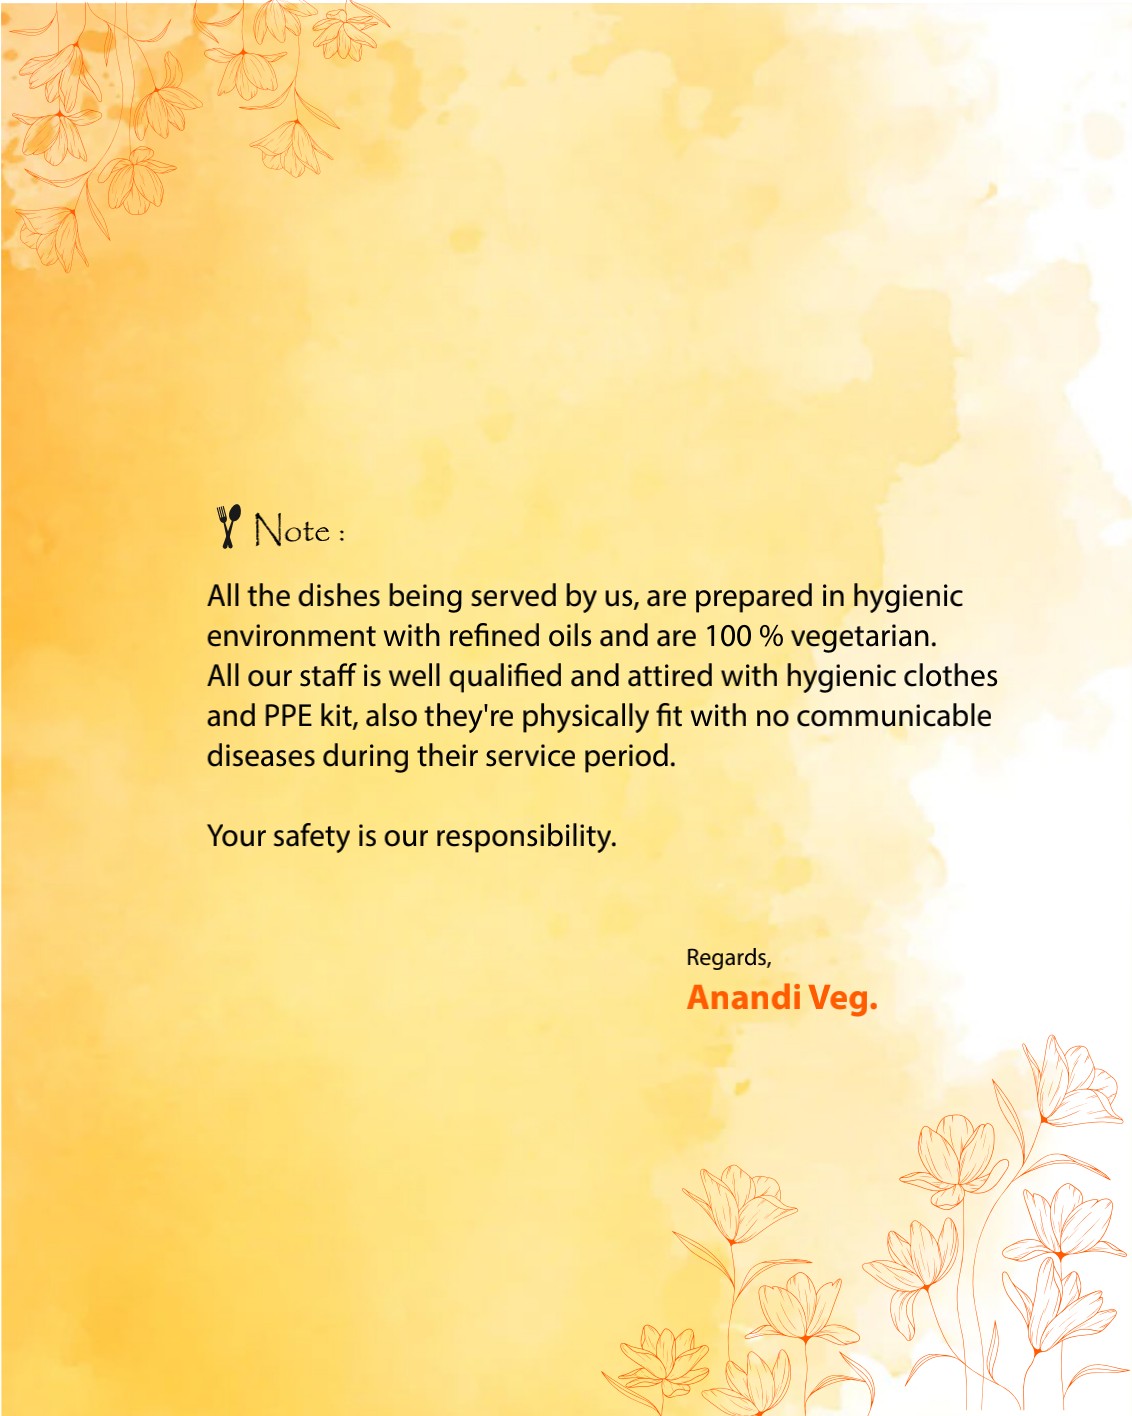 Note :
All the dishes being served by us, are prepared in hygienic
environment with refined oils and are 100 % vegetarian.
All our staff is well qualified and attired with hygienic clothes
and PPE kit, also they're physically fit with no communicable
diseases during their service period.
Your safety is our responsibility.
Regards,
Anandi Veg.